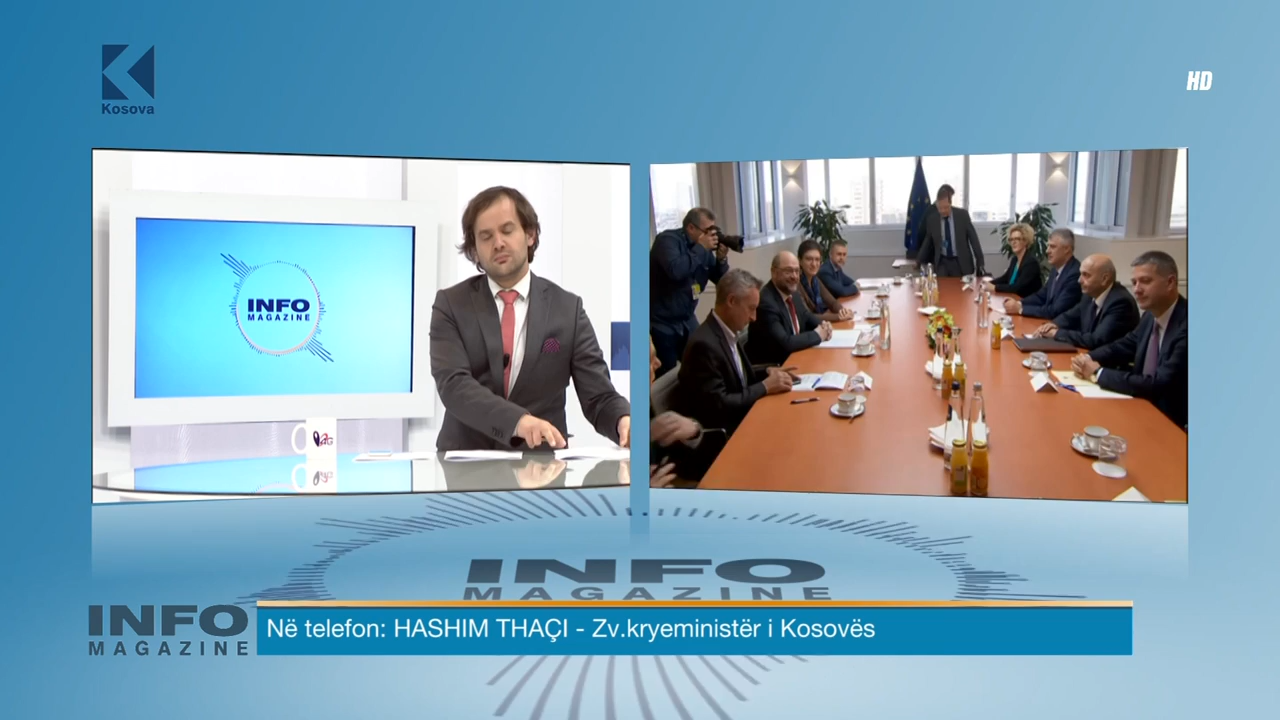 Kosova
HD
INFO
MAGAZINE
INFO
MAGAZINE
INFO
MAGAZINE
Në telefon: HASHIM THAÇI - Zv.kryeministër i Kosovës